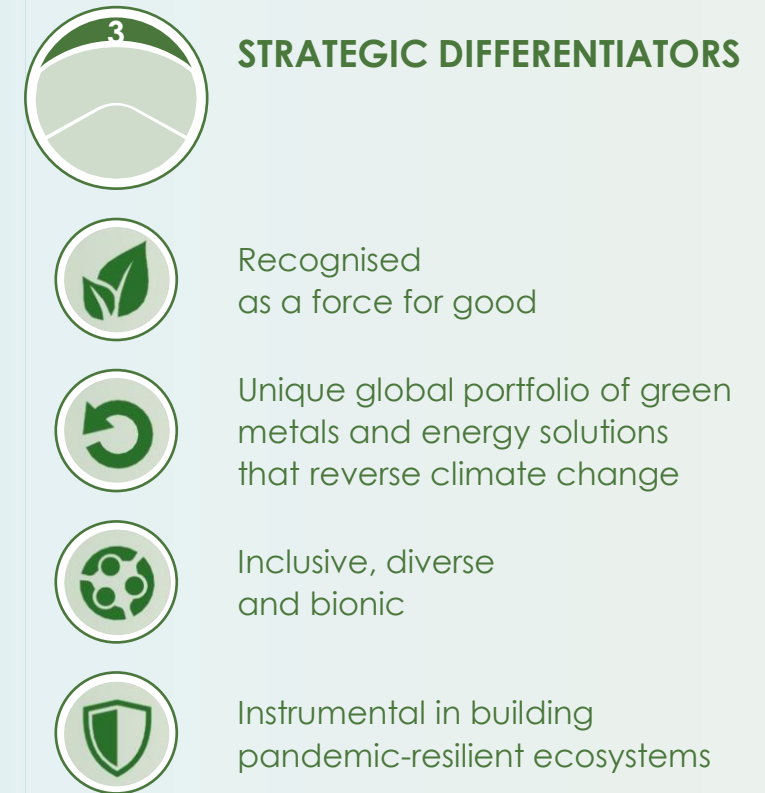 3
STRATEGIC DIFFERENTIATORS
Recognised
as a force for good
Unique global portfolio of green
metals and energy solutions
that reverse climate change
Inclusive, diverse
and bionic
Instrumental in building
pandemic-resilient ecosystems